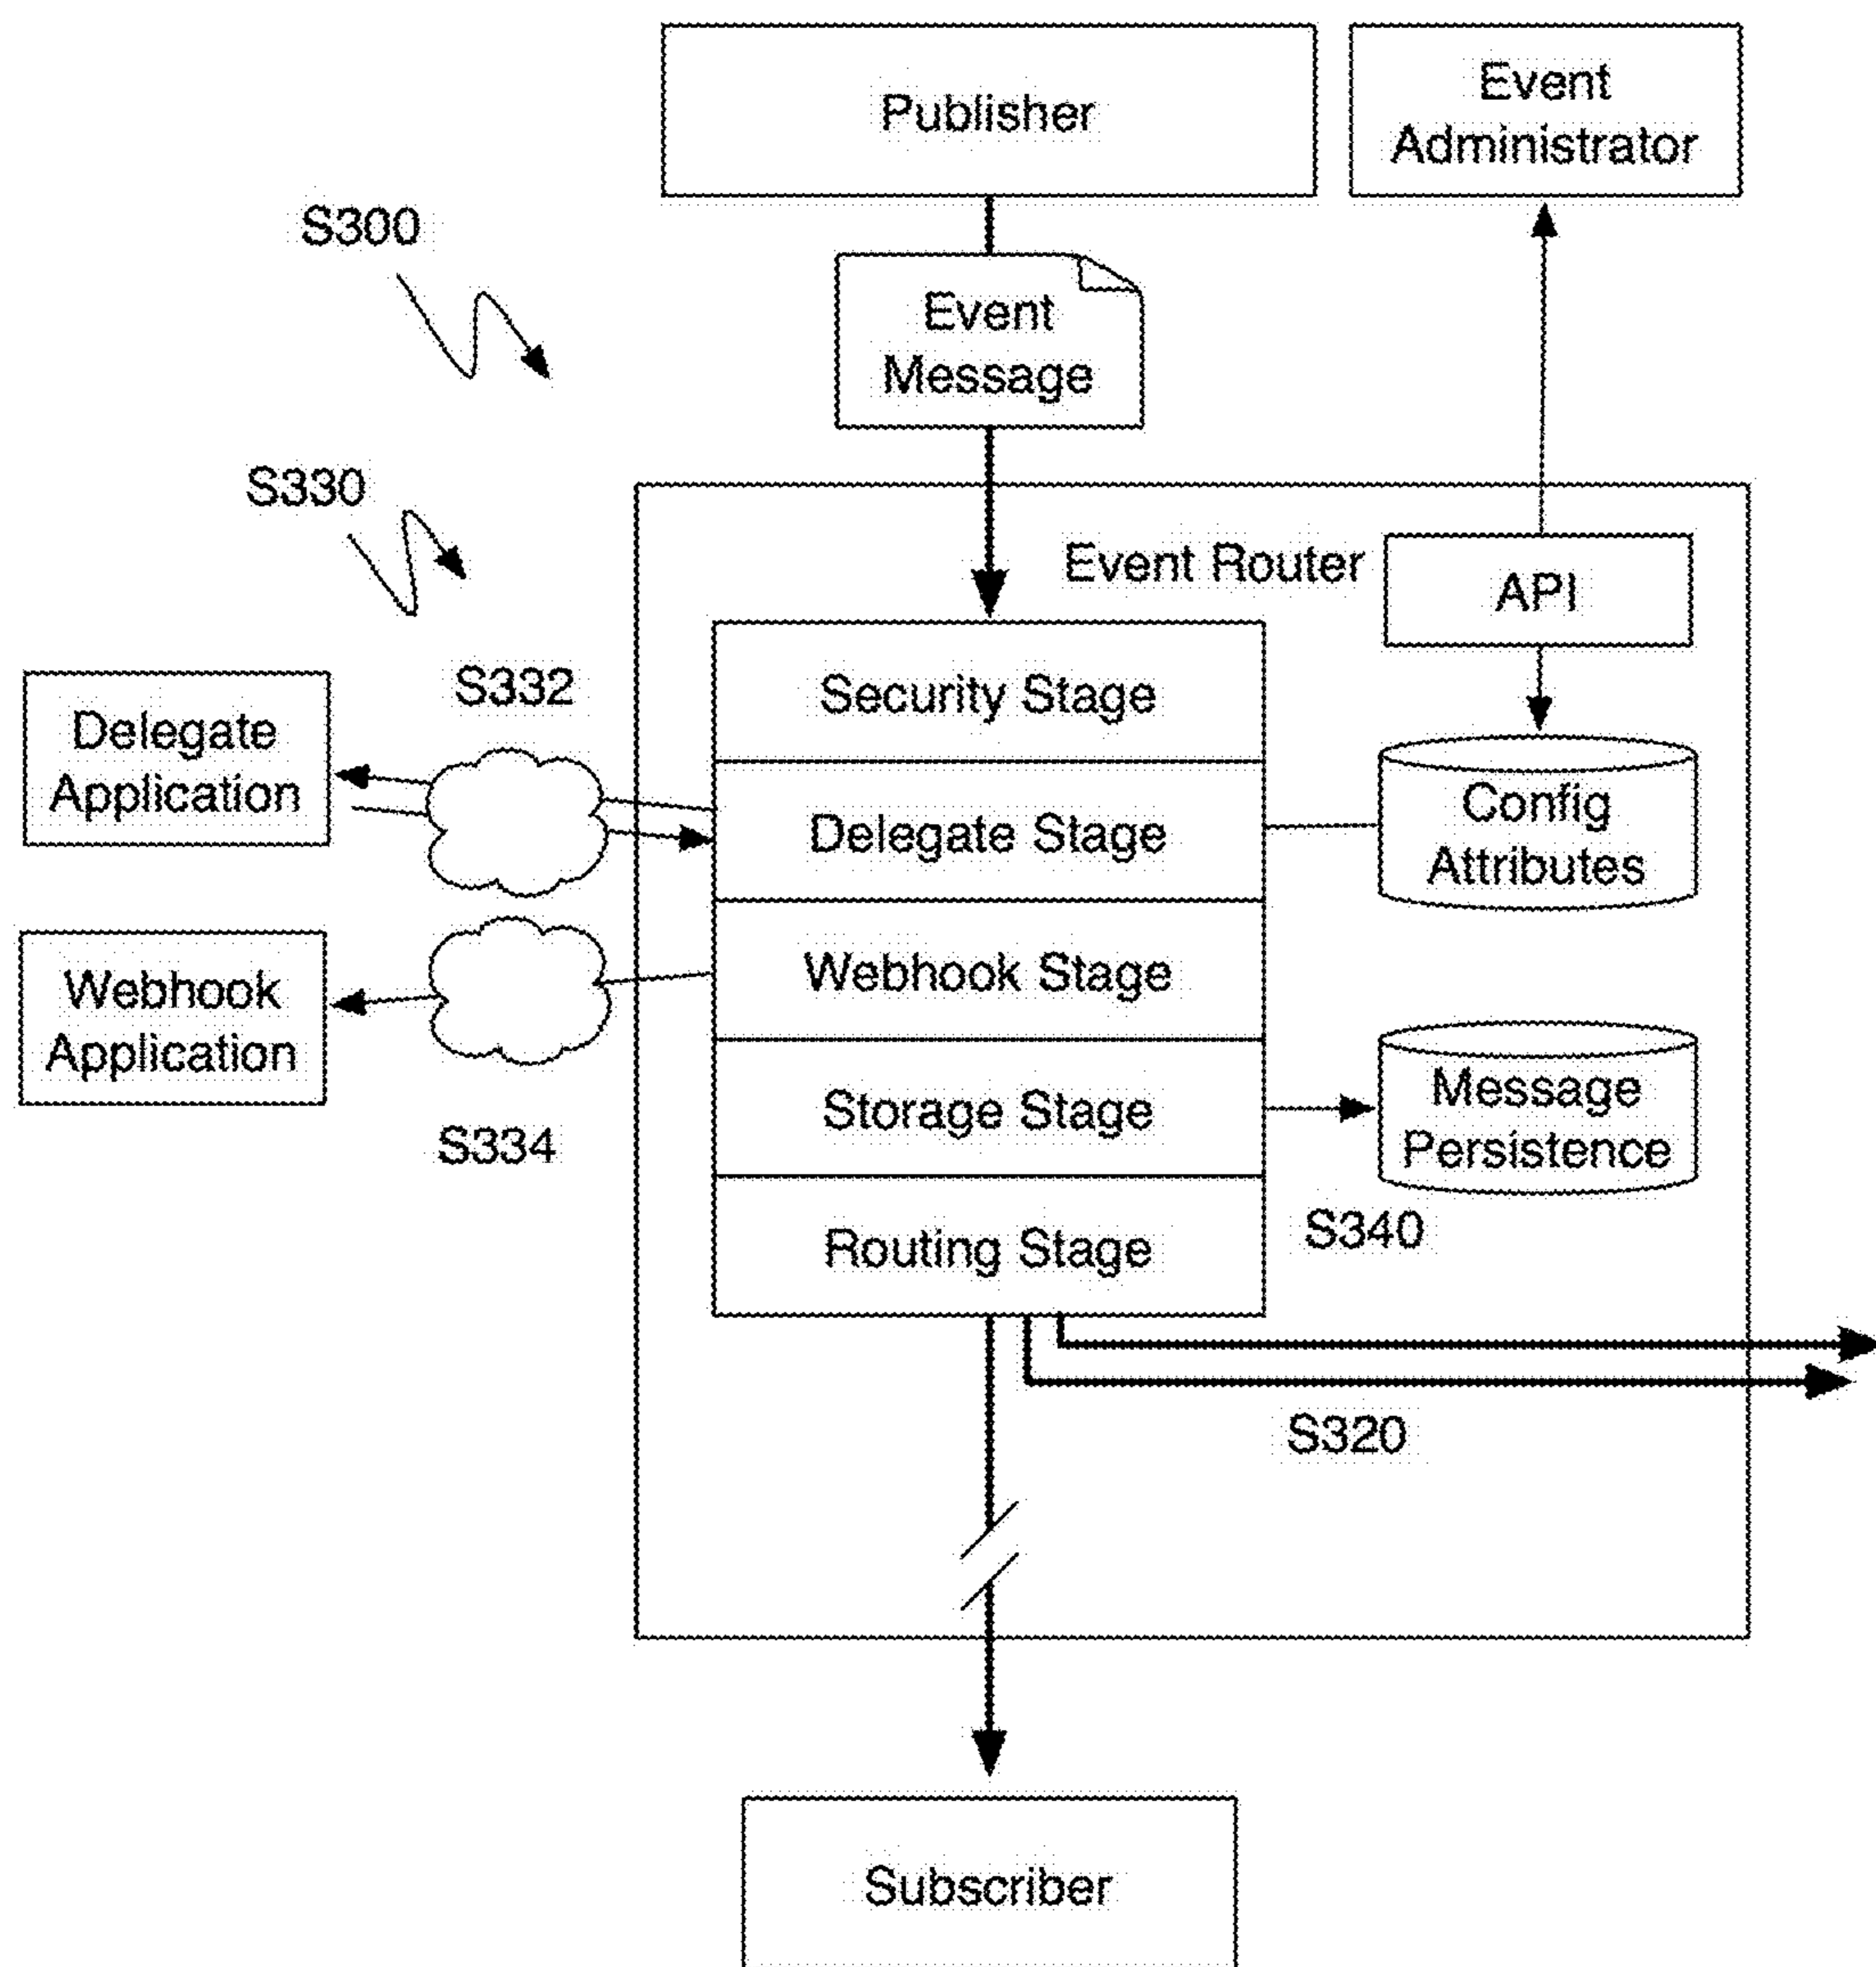 Publisher
Event
Administrator
S300
Event
Message
S330
Event Router
API
S332
Security Stage
Delegate
Application
Delegate Stage
Config
Attributes
Webhook
Application
Webhook Stage
S334
Storage Stage
Message
Persistence
Routing Stage
S340
S320
Subscriber